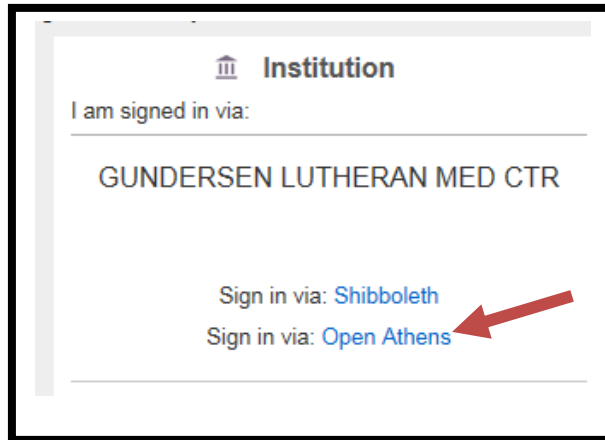 Institution
I am signed in via:
GUNDERSEN LUTHERAN MED CTR
Sign in via: Shibboleth
Sign in via: Open Athens